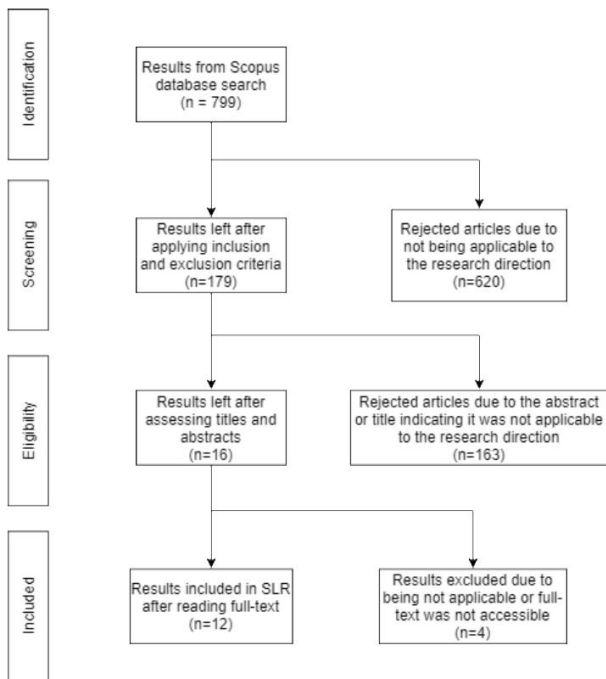 Identification
Results from Scopus
database search
(n = 799)
Screening
Results left after
applying inclusion
and exclusion criteria
(n=179)
Rejected articles due to
not being applicable to
the research direction
(n=620)
Eligibility
Results left after
assessing titles and
abstracts
(n=16)
Rejected articles due to the abstract
or title indicating it was not applicable
to the research direction
(n=163)
Included
Results included in SLR
after reading full-text
(n=12)
Results excluded due to
being not applicable or full-
text was not accessible
(n=4)